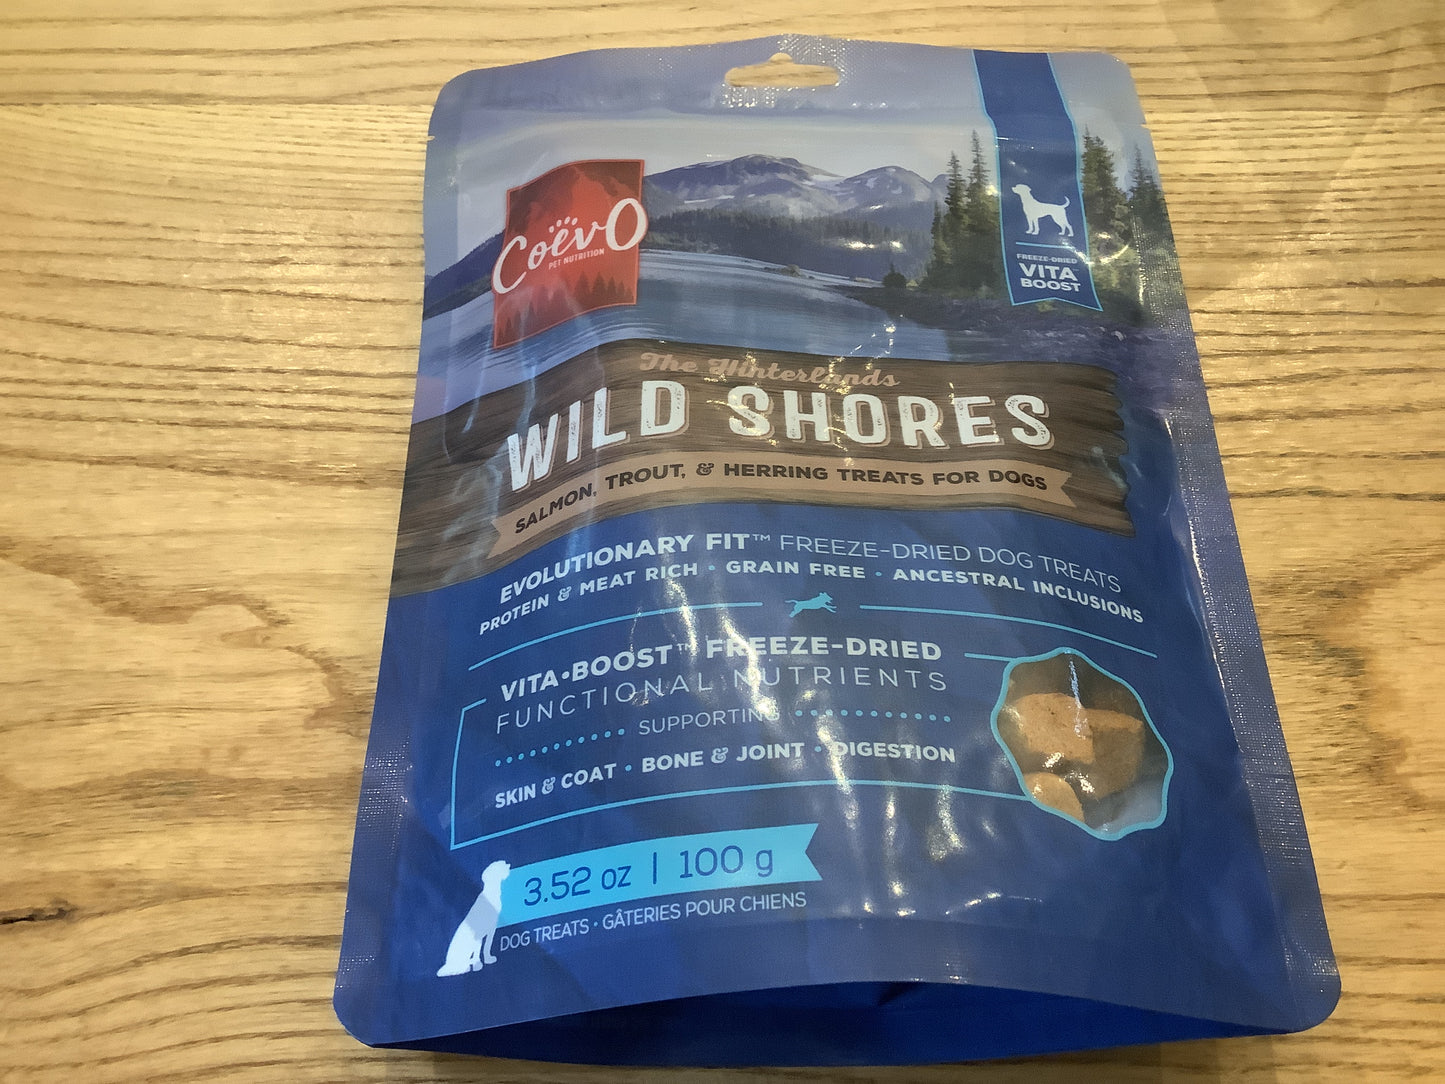 Coëvo
PET NUTRITION
FREEZE-DRIED
VITA
BOOST
The Hinterlands
WILD SHORES
SALMON, TROUT, & HERRING TREATS FOR DOGS
EVOLUTIONARY FIT™ FREEZE-DRIED DOG TREATS
PROTEIN & MEAT RICH • GRAIN FREE • ANCESTRAL INCLUSIONS
VITA•BOOST™ FREEZE-DRIED
FUNCTIONAL NUTRIENTS
SUPPORTING
SKIN & COAT • BONE & JOINT • DIGESTION
3.52 oz | 100 g
DOG TREATS • GÂTERIES POUR CHIENS